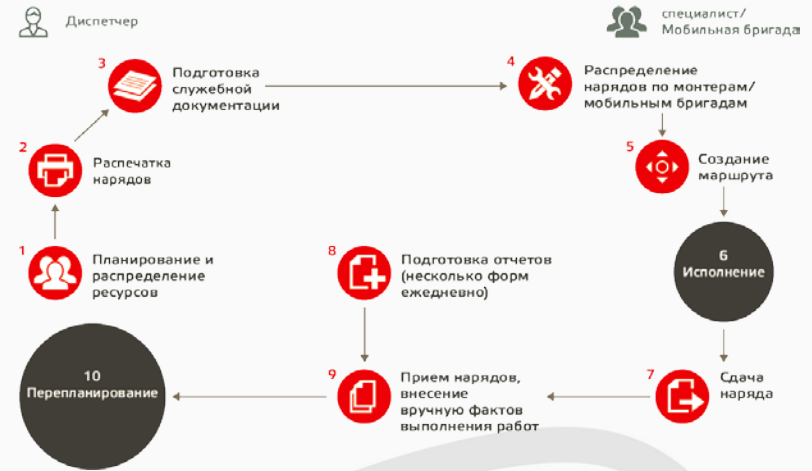 Диспетчер
специалист/
Мобильная бригада
3
Подготовка
служебной
документации
4
Распределение
нарядов по монтерам/
мобильным бригадам
2
Распечатка
нарядов
5
Создание
маршрута
1
Планирование и
распределение
ресурсов
8
Подготовка отчетов
(несколько форм
ежедневно)
6
Исполнение
10
Перепланирование
9
Прием нарядов,
внесение
вручную фактов
выполнения работ
7
Сдача
наряда